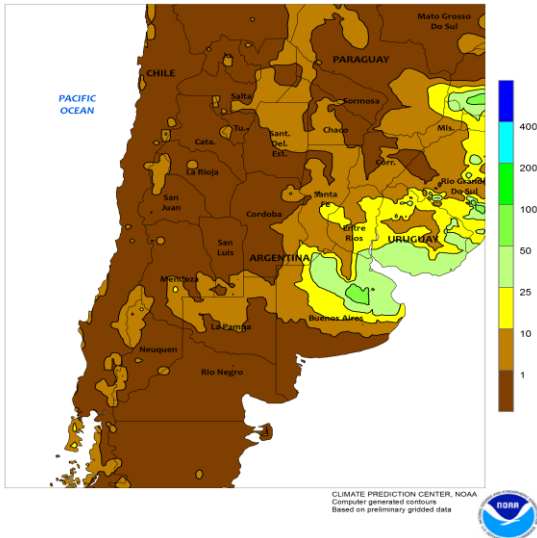 Mato Grosso
Do Sul
PARAGUAY
CHILE
Ju.
PACIFIC
OCEAN
Salta
Formosa
400
Tu.
Chaco
Mis.
Sant.
Del.
Est.
Cata.
Corr.
200
La Rioja
Rio Grande
Do Sul
San
Juan
Santa
Fe
100
Cordoba
Entre
Rios
URUGUAY
San
Luis
50
ARGENTINA
Mendoza
25
Buenos Aires
La Pampa
10
Neuquen
Rio Negro
1
CLIMATE PREDICTION CENTER, NOAA
Computer generated contours
Based on preliminary gridded data
NOAA